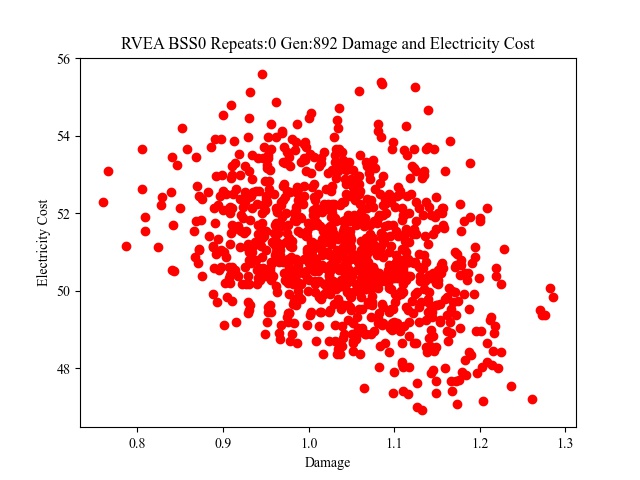 RVEA BSS0 Repeats:0 Gen:892 Damage and Electricity Cost
56
54
52
50
48
Electricity Cost
0.8 0.9 1.0 1.1 1.2 1.3
Damage